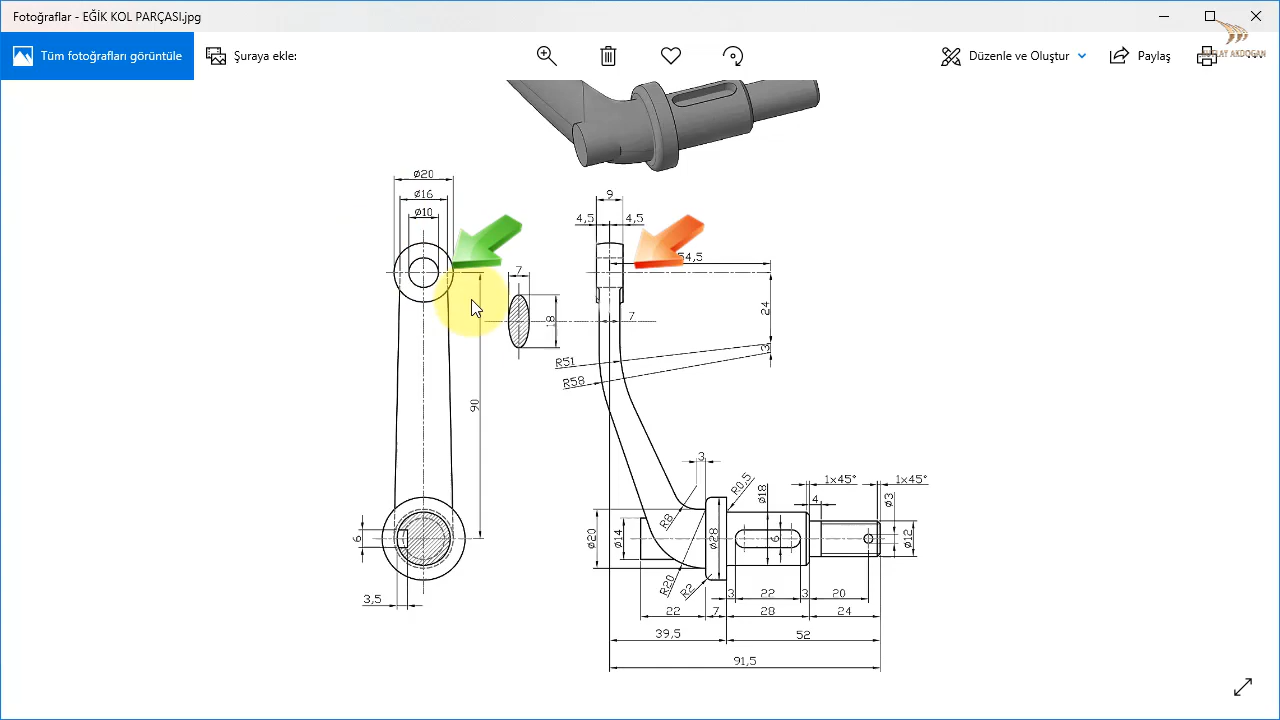 Fotoğraflar - EĞİK KOL PARÇASI.jpg
Tüm fotoğrafları görüntüle
Şuraya ekle:
Düzenle ve Oluştur
Paylaş
AKDOGAN
ø20
ø16
ø10
9
4,5
4,5
54,5
7
18
7
24
3
R51
R58
90
3
R0,5
ø18
1x45°
1x45°
4
ø3
R8
ø20
ø14
ø28
6
ø12
6
3,5
R20
R2
3
22
3
20
22
7
28
24
39,5
52
91,5